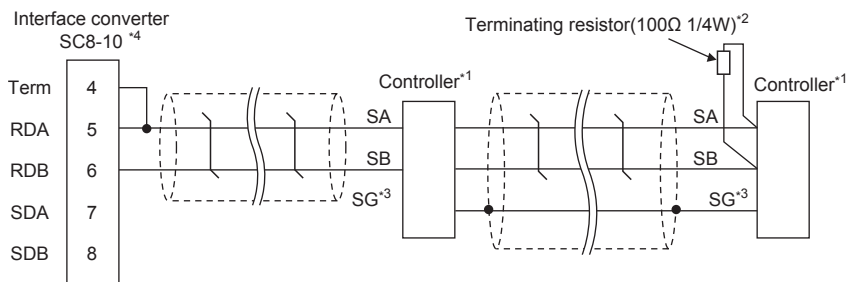 Interface converter
SC8-10 *4
Terminating resistor(100Ω 1/4W)*2
Controller*1
Controller*1
Term 4
RDA 5
SA
SA
RDB 6
SB
SB
SG*3
SG*3
SDA 7
SDB 8